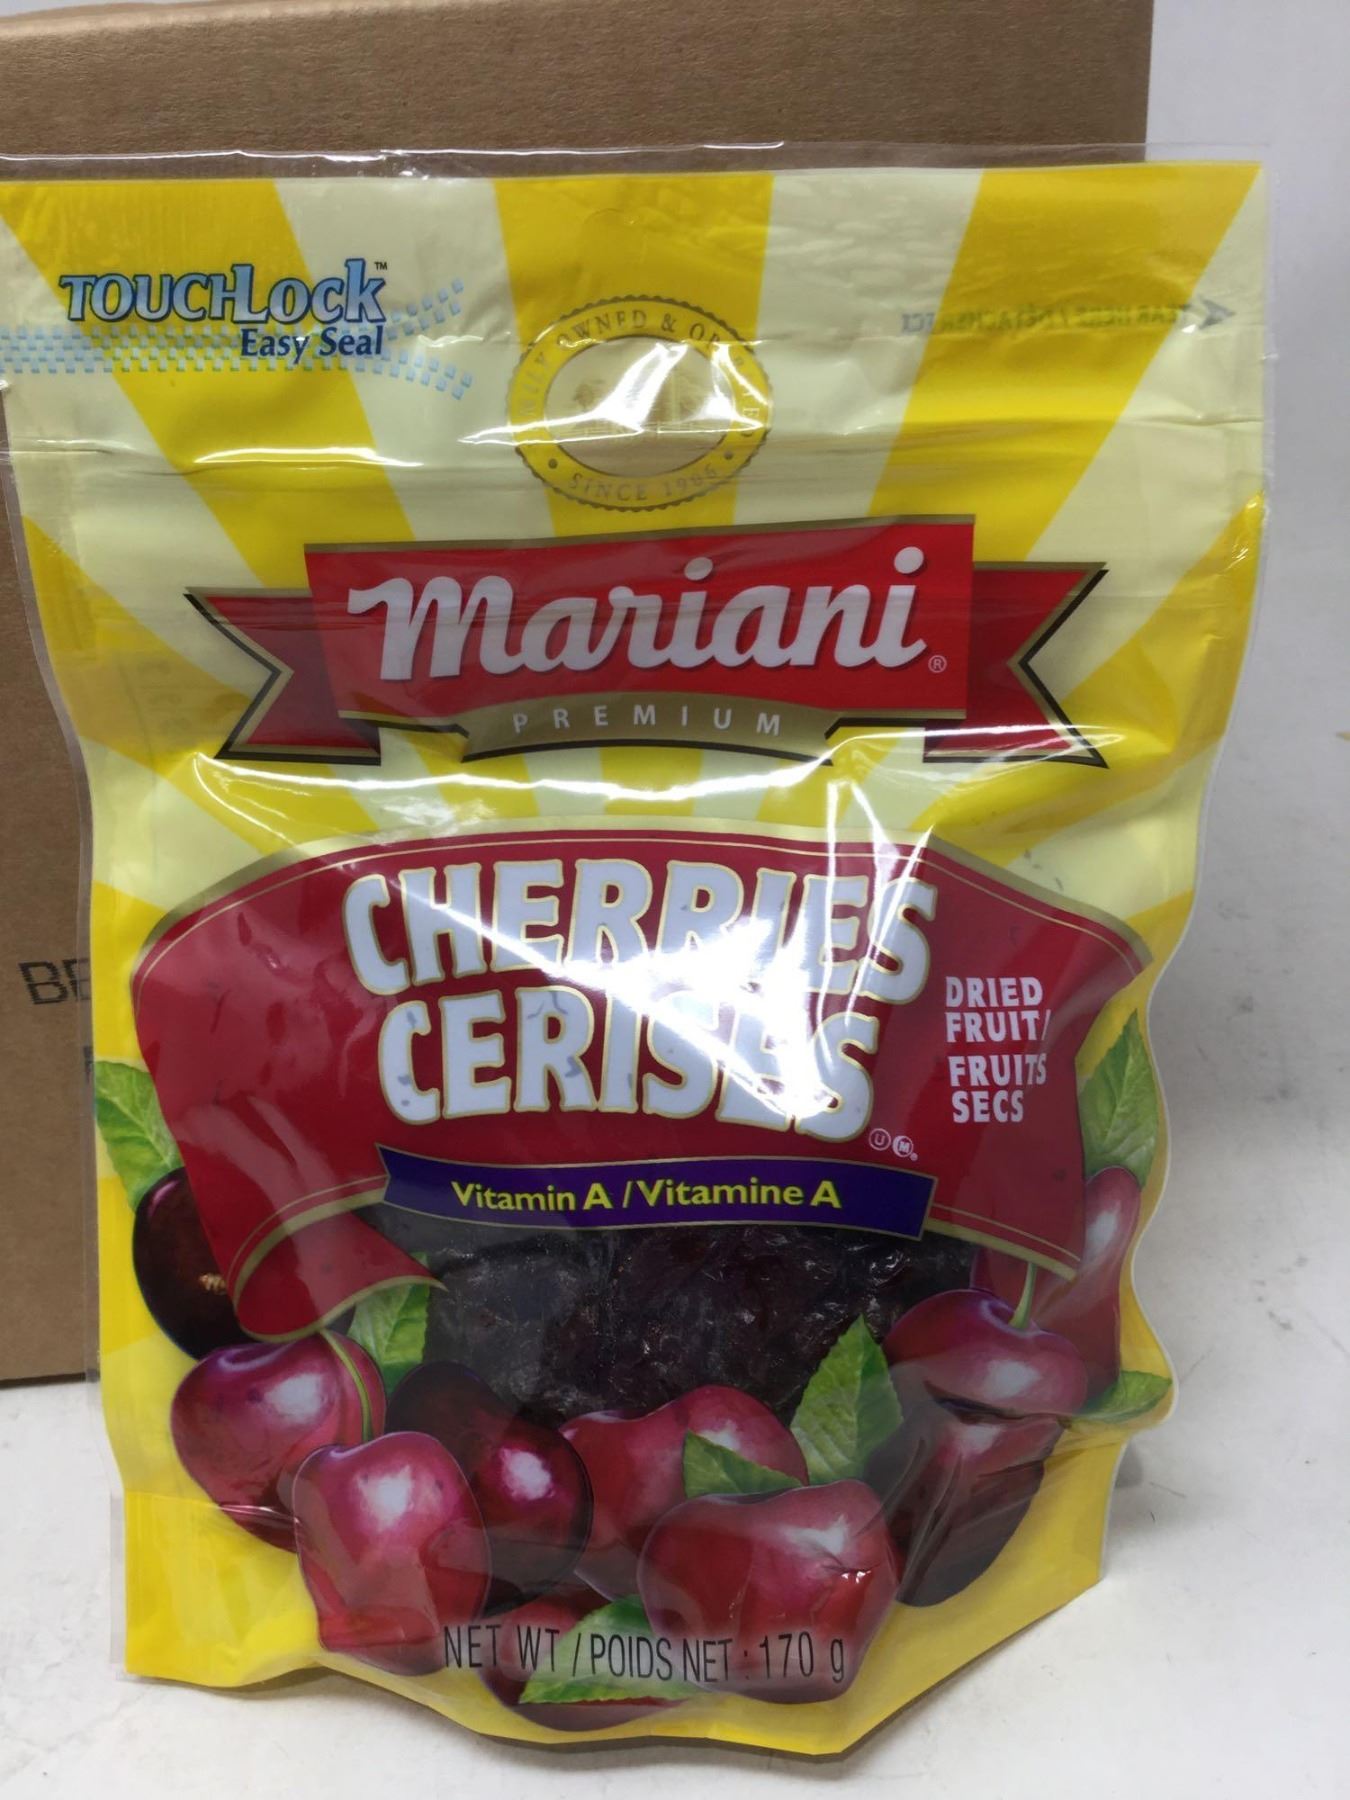 TOUCHLOCK™
Easy Seal
OWNED &
SINCE 1906
Mariani®
PREMIUM
CHERRIES
CERISES
DRIED
FRUIT/
FRUITS
SECS
U M
Vitamin A / Vitamine A
NET WT / POIDS NET : 170 g